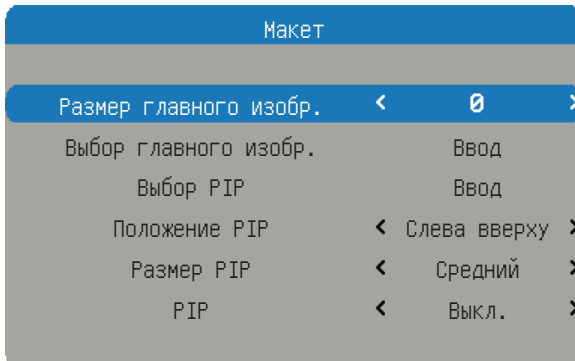 Макет
Размер главного изобр. < 0 >
Выбор главного изобр. Ввод
Выбор PIP Ввод
Положение PIP < Слева вверху >
Размер PIP < Средний >
PIP < Выкл. >